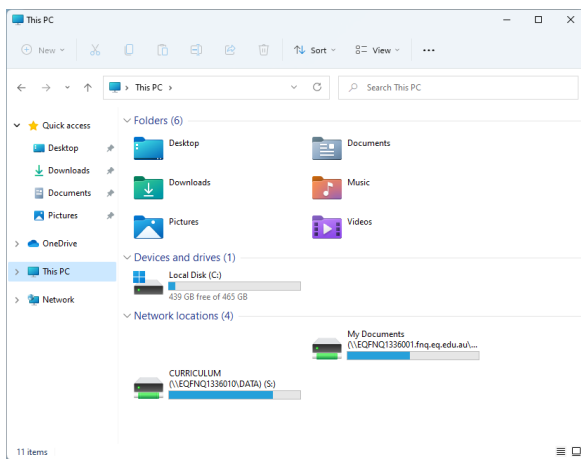 This PC
New
Sort
View
This PC
Search This PC
Quick access
Desktop
Downloads
Documents
Pictures
OneDrive
This PC
Network
Folders (6)
Desktop
Documents
Downloads
Music
Pictures
Videos
Devices and drives (1)
Local Disk (C:)
439 GB free of 465 GB
Network locations (4)
My Documents
(\\EQFNQ1336001.fnq.eq.edu.au\...
CURRICULUM
(\\EQFNQ1336010\DATA) (S:)
11 items